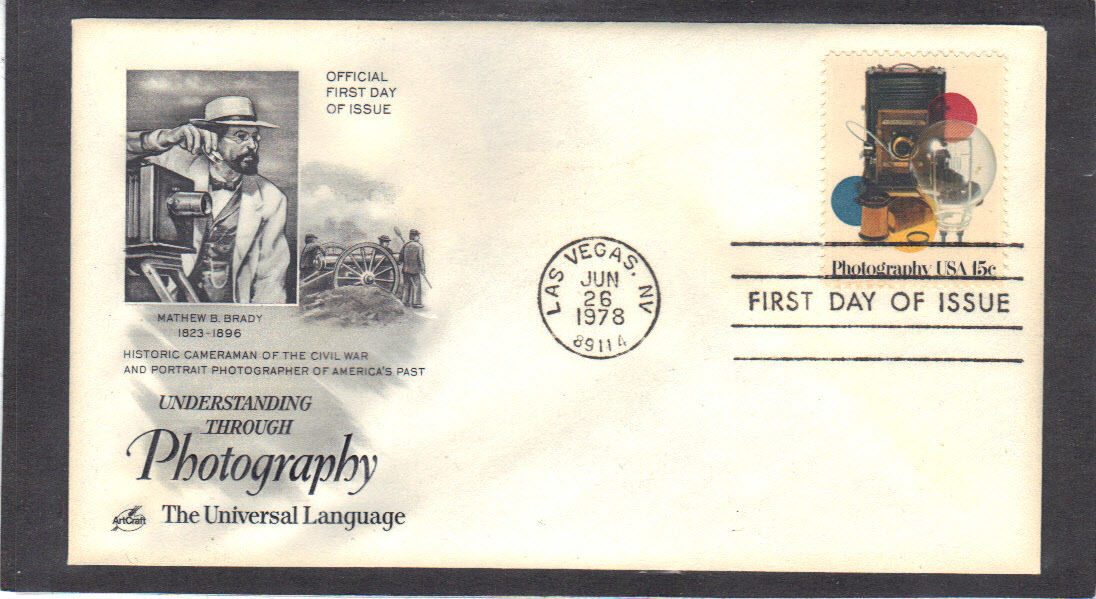 OFFICIAL
FIRST DAY
OF ISSUE
MATHEW B. BRADY
1823-1896
HISTORIC CAMERAMAN OF THE CIVIL WAR
AND PORTRAIT PHOTOGRAPHER OF AMERICA'S PAST
UNDERSTANDING
THROUGH
Photography
ArtCraft
The Universal Language
LAS VEGAS, NV
JUN
26
1978
89114
Photography USA 15c
FIRST DAY OF ISSUE